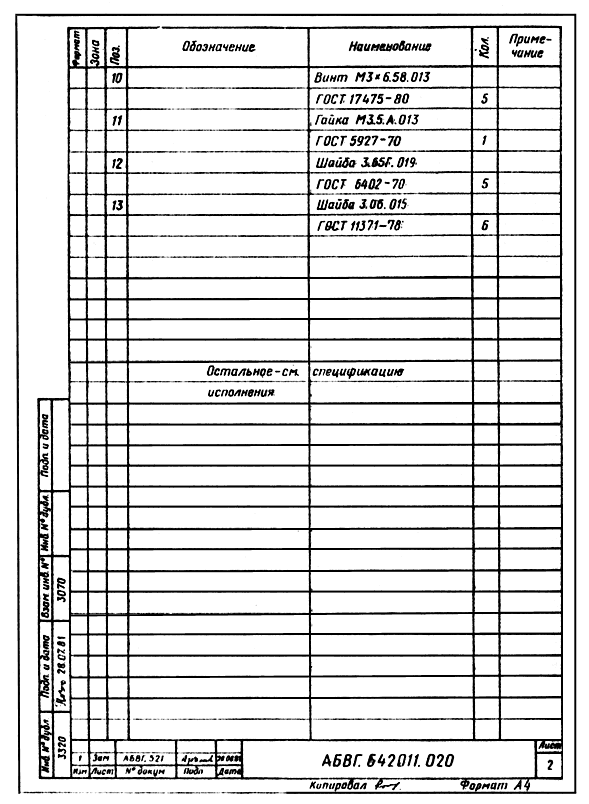 Формат Зона Поз. Обозначение Наименование Кол. Приме-
чание
10 Винт М3×6.58.013
ГОСТ 17475-80 5
11 Гайка М3.5.А.013
ГОСТ 5927-70 1
12 Шайба 3.65Г.019
ГОСТ 6402-70 5
13 Шайба 3.06.015
ГОСТ 11371-78 6
Остальное-см. спецификацию
исполнения
Подп. и дата
Инв. № дубл.
Взам. инв. № 3070
Подп. и дата 28.07.81
Инв. № дубл. 3320
1 Зам АБВГ.521
Изм Лист № докум Подп Дата
АБВГ.642011.020
Лист
2
Копировал Формат А4